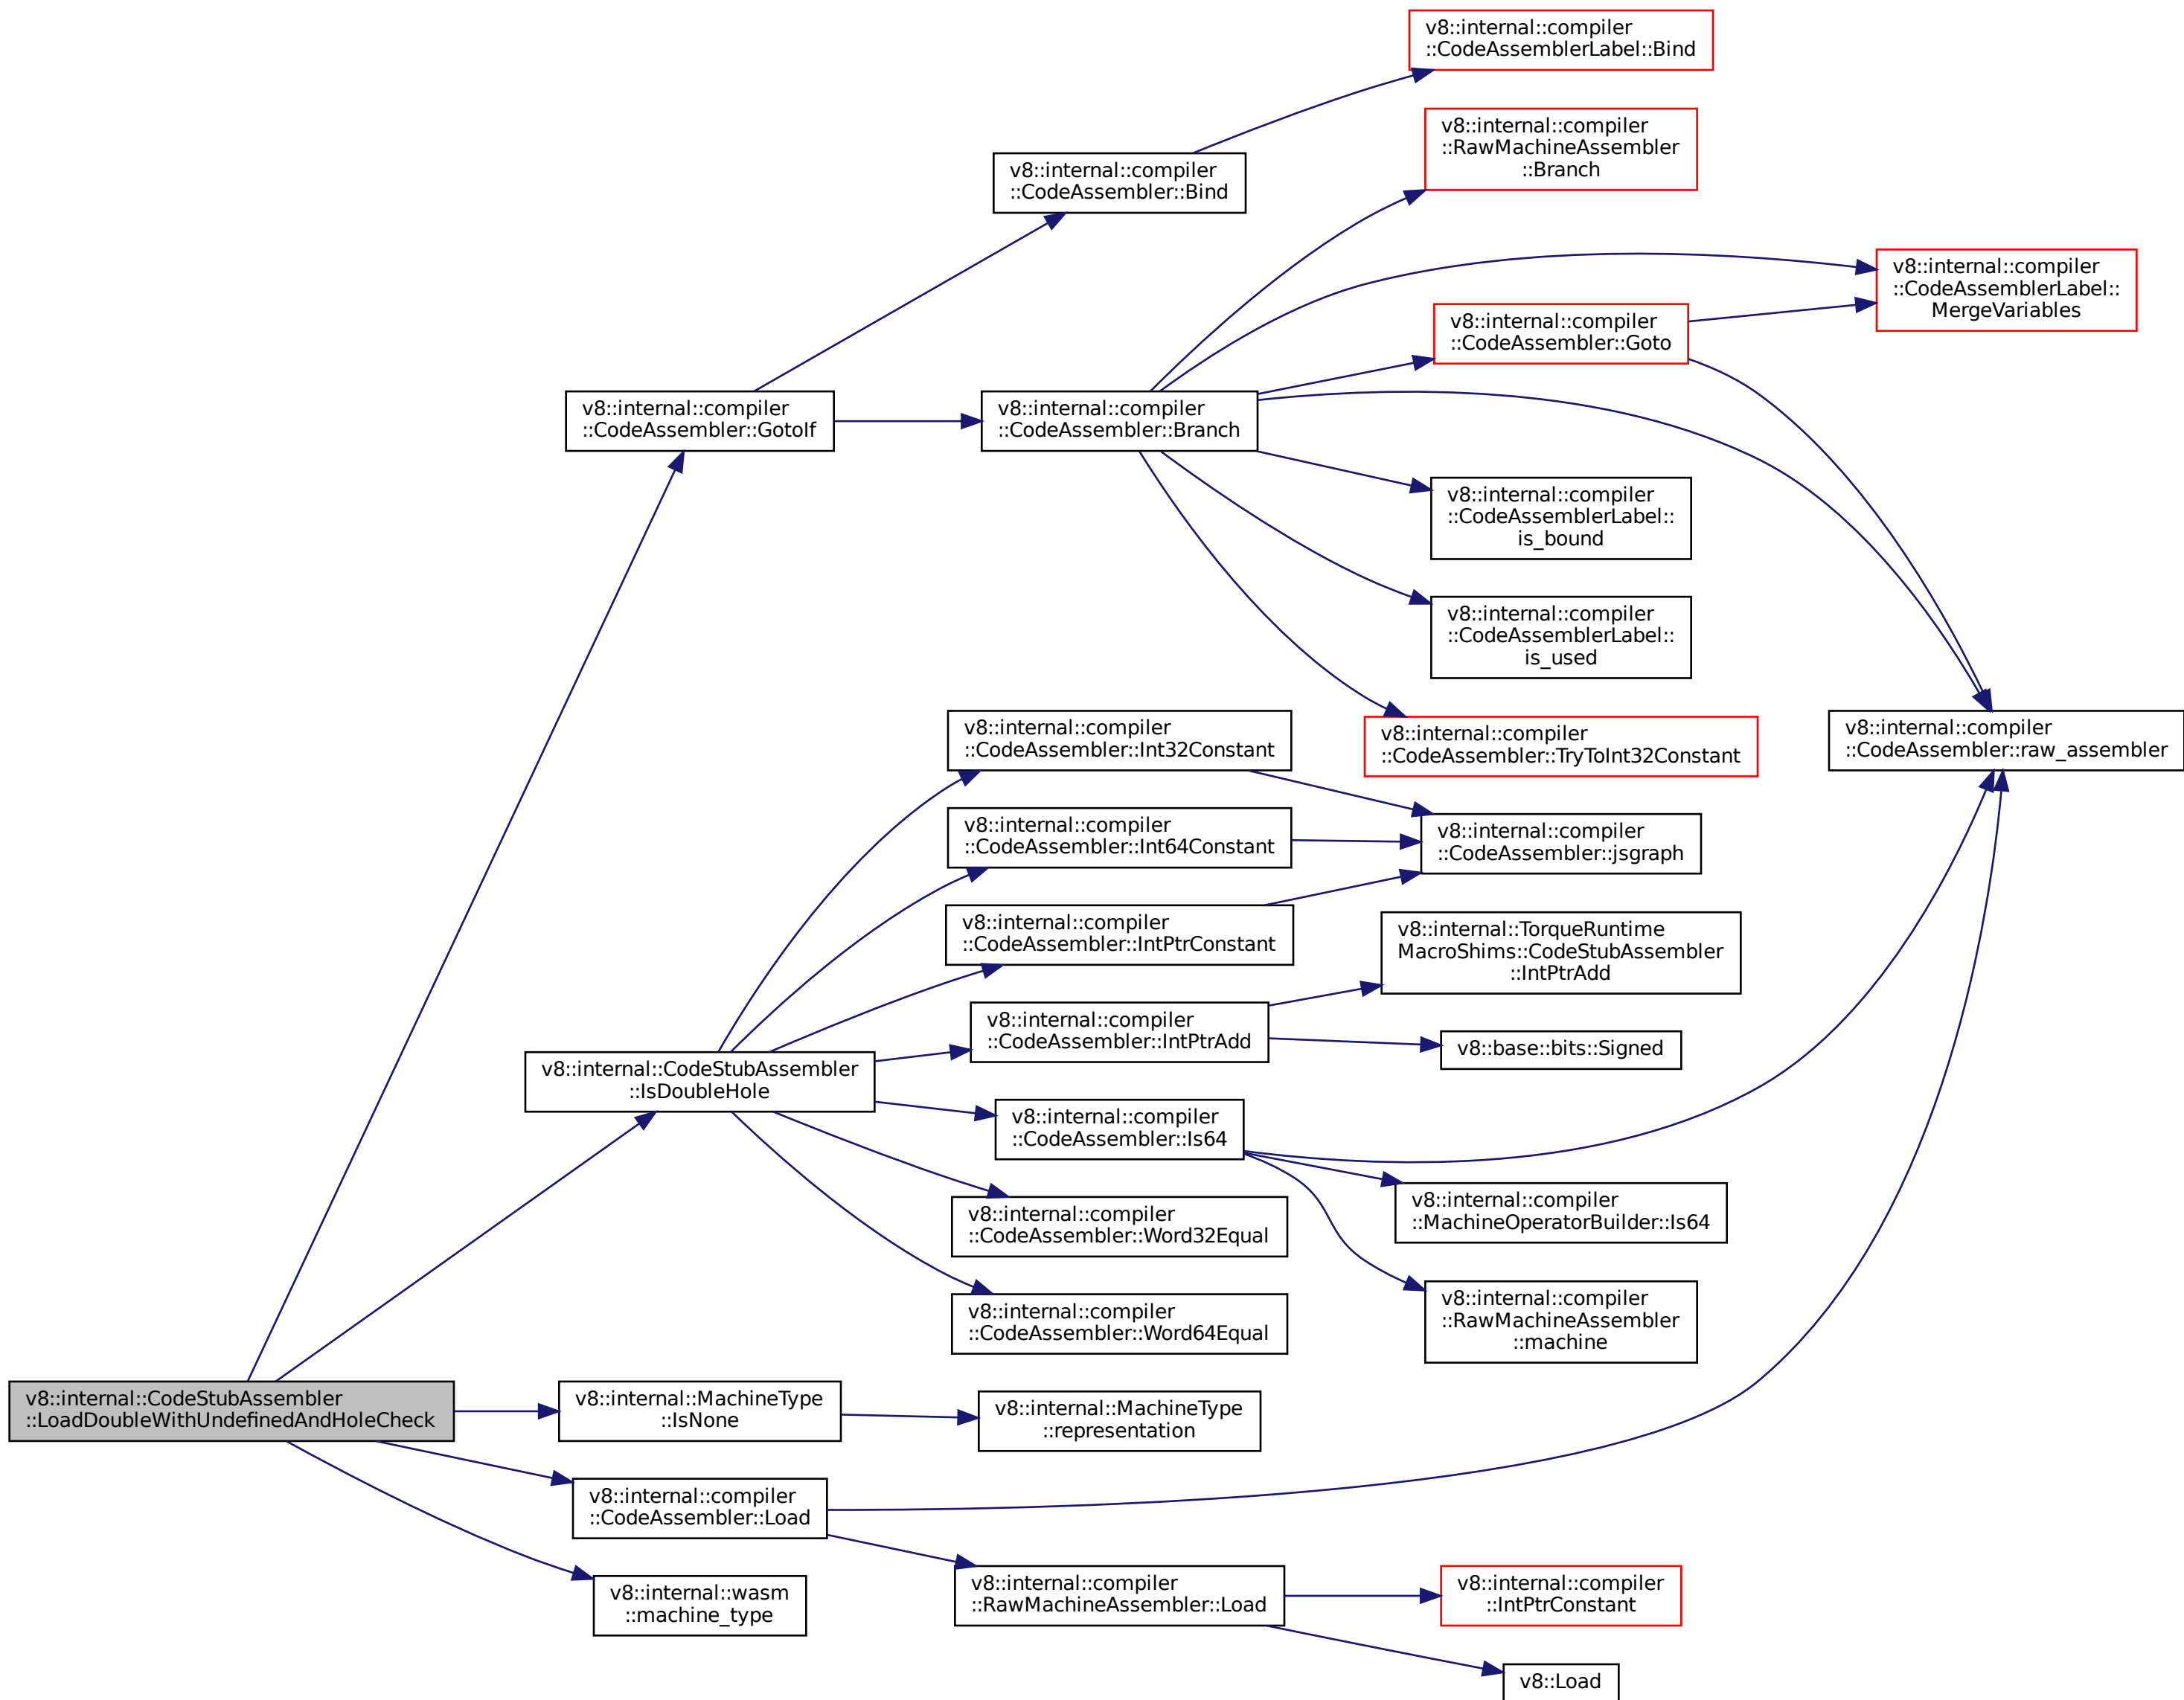 v8::internal::compiler
::CodeAssemblerLabel::Bind
v8::internal::compiler
::RawMachineAssembler
::Branch
v8::internal::compiler
::CodeAssembler::Bind
v8::internal::compiler
::CodeAssemblerLabel::
MergeVariables
v8::internal::compiler
::CodeAssembler::Goto
v8::internal::compiler
::CodeAssembler::GotoIf
v8::internal::compiler
::CodeAssembler::Branch
v8::internal::compiler
::CodeAssemblerLabel::
is_bound
v8::internal::compiler
::CodeAssemblerLabel::
is_used
v8::internal::compiler
::CodeAssembler::Int32Constant
v8::internal::compiler
::CodeAssembler::TryToInt32Constant
v8::internal::compiler
::CodeAssembler::raw_assembler
v8::internal::compiler
::CodeAssembler::Int64Constant
v8::internal::compiler
::CodeAssembler::jsgraph
v8::internal::compiler
::CodeAssembler::IntPtrConstant
v8::internal::TorqueRuntime
MacroShims::CodeStubAssembler
::IntPtrAdd
v8::internal::compiler
::CodeAssembler::IntPtrAdd
v8::base::bits::Signed
v8::internal::CodeStubAssembler
::IsDoubleHole
v8::internal::compiler
::CodeAssembler::Is64
v8::internal::compiler
::MachineOperatorBuilder::Is64
v8::internal::compiler
::CodeAssembler::Word32Equal
v8::internal::compiler
::RawMachineAssembler
::machine
v8::internal::compiler
::CodeAssembler::Word64Equal
v8::internal::CodeStubAssembler
::LoadDoubleWithUndefinedAndHoleCheck
v8::internal::MachineType
::IsNone
v8::internal::MachineType
::representation
v8::internal::compiler
::CodeAssembler::Load
v8::internal::wasm
::machine_type
v8::internal::compiler
::RawMachineAssembler::Load
v8::internal::compiler
::IntPtrConstant
v8::Load